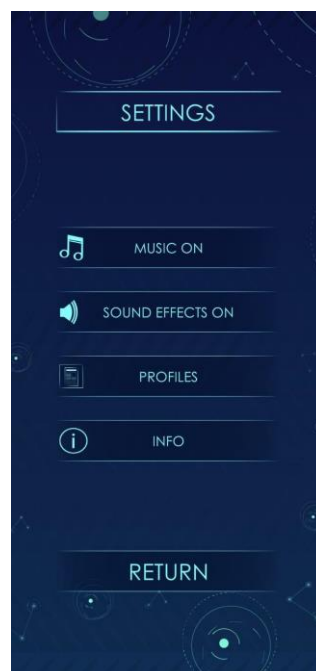 SETTINGS
MUSIC ON
SOUND EFFECTS ON
PROFILES
INFO
RETURN